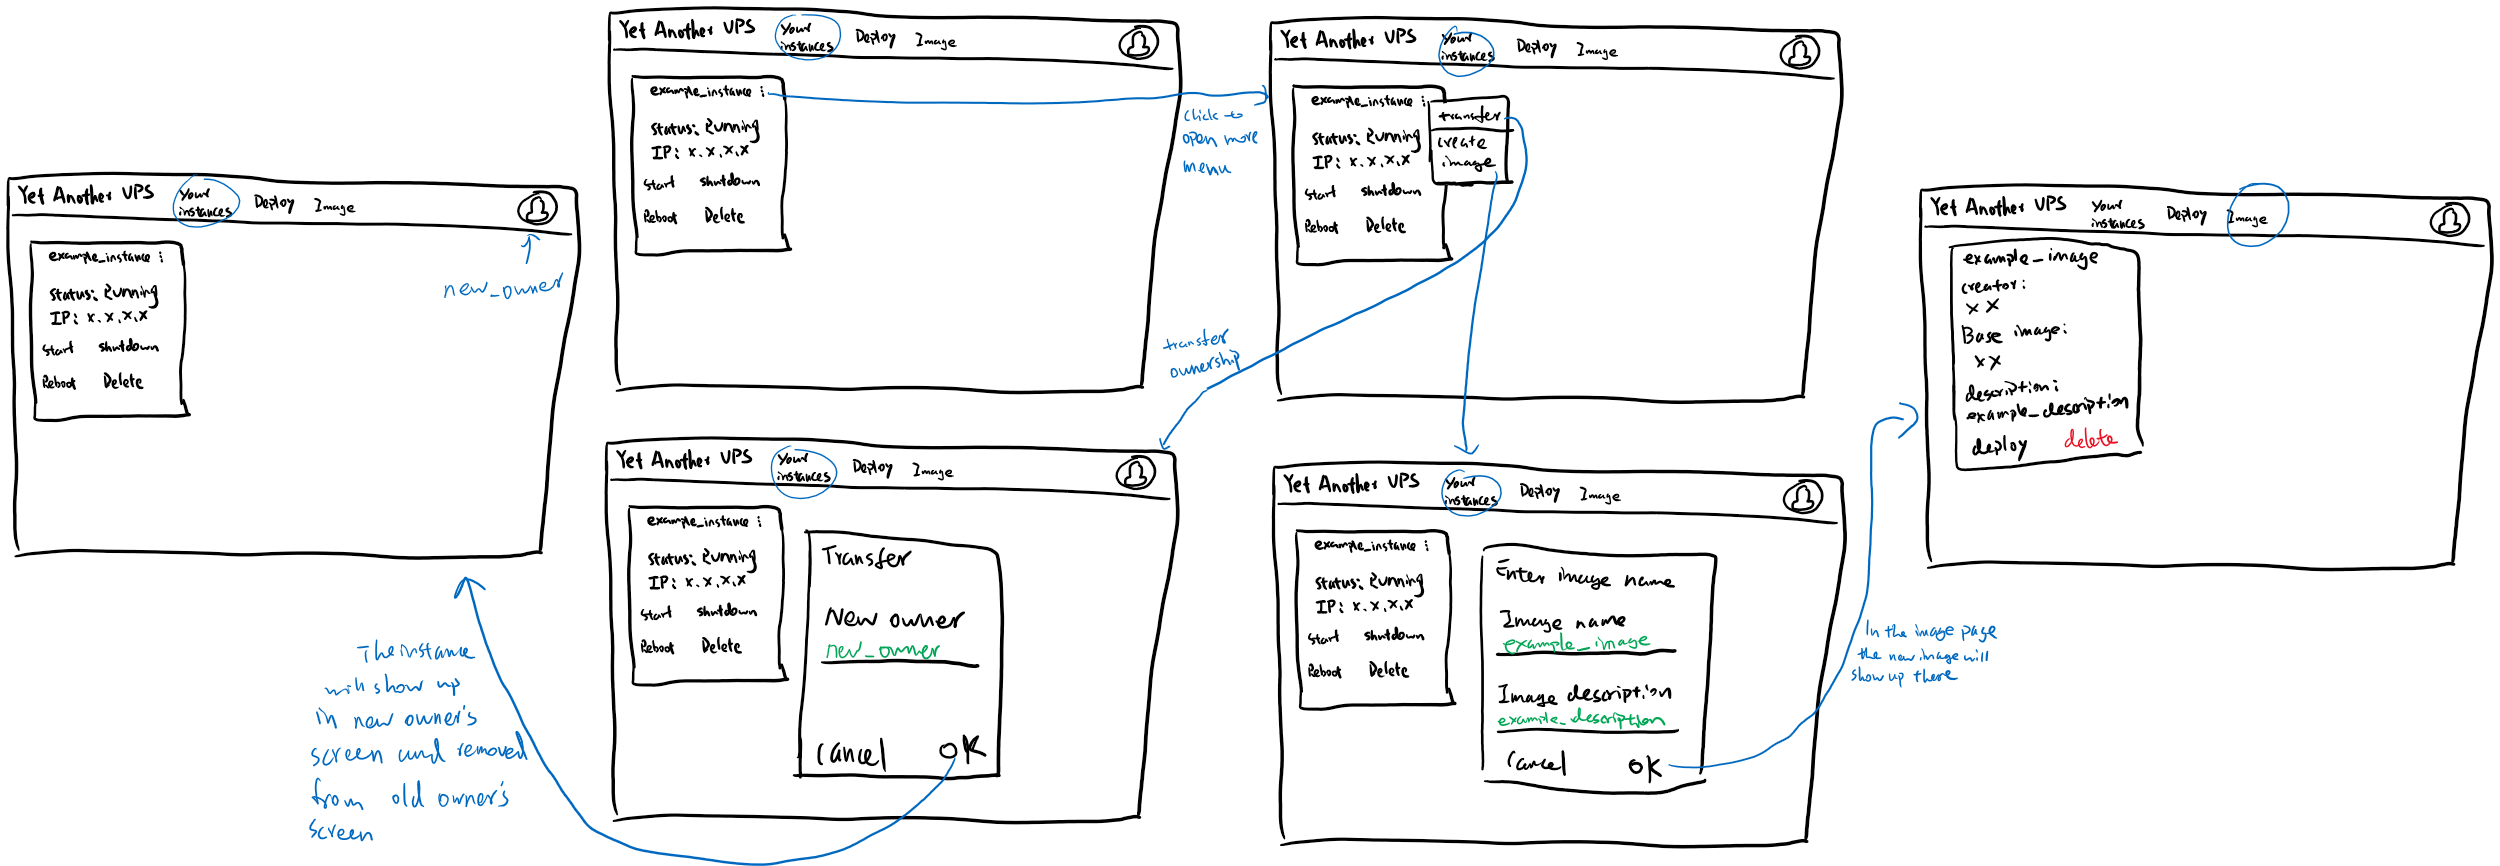 Yet Another VPS Your instances Deploy Image
example_instance :
Status: Running
IP: x.x.x.x
Start shutdown
Reboot Delete
new_owner
Yet Another VPS Your instances Deploy Image
example_instance :
Status: Running
IP: x.x.x.x
Start shutdown
Reboot Delete
click to
open more
menu
Yet Another VPS Your instances Deploy Image
example_instance :
transfer
create
image
Status: Running
IP: x.x.x.x
Start shutdown
Reboot Delete
transfer
ownership
Yet Another VPS Your instances Deploy Image
example_instance :
Status: Running
IP: x.x.x.x
Start shutdown
Reboot Delete
Transfer
New owner
new_owner
Cancel OK
The instance
will show up
in new owner's
screen and removed
from old owner's
screen
Yet Another VPS Your instances Deploy Image
example_instance :
Status: Running
IP: x.x.x.x
Start shutdown
Reboot Delete
Enter image name
Image name
example_image
Image description
example_description
Cancel OK
In the image page
the new image will
show up there
Yet Another VPS Your instances Deploy Image
example_image
creator:
xx
Base image:
xx
description:
example_description
deploy delete